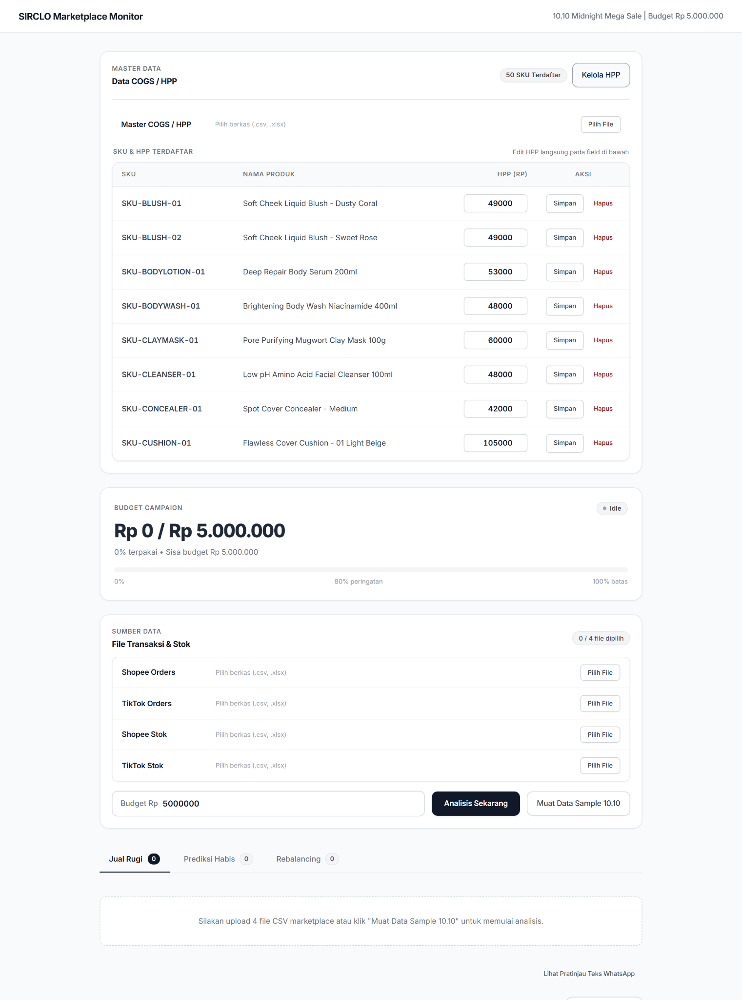 SIRCLO Marketplace Monitor
10.10 Midnight Mega Sale | Budget Rp 5.000.000
MASTER DATA
Data COGS / HPP
50 SKU Terdaftar
Kelola HPP
Master COGS / HPP
Pilih berkas (.csv, .xlsx)
Pilih File
SKU & HPP TERDAFTAR
Edit HPP langsung pada field di bawah
SKU NAMA PRODUK HPP (RP) AKSI
SKU-BLUSH-01 Soft Cheek Liquid Blush - Dusty Coral 49000 Simpan Hapus
SKU-BLUSH-02 Soft Cheek Liquid Blush - Sweet Rose 49000 Simpan Hapus
SKU-BODYLOTION-01 Deep Repair Body Serum 200ml 53000 Simpan Hapus
SKU-BODYWASH-01 Brightening Body Wash Niacinamide 400ml 48000 Simpan Hapus
SKU-CLAYMASK-01 Pore Purifying Mugwort Clay Mask 100g 60000 Simpan Hapus
SKU-CLEANSER-01 Low pH Amino Acid Facial Cleanser 100ml 48000 Simpan Hapus
SKU-CONCEALER-01 Spot Cover Concealer - Medium 42000 Simpan Hapus
SKU-CUSHION-01 Flawless Cover Cushion - 01 Light Beige 105000 Simpan Hapus
BUDGET CAMPAIGN
Idle
Rp 0 / Rp 5.000.000
0% terpakai • Sisa budget Rp 5.000.000
0% 80% peringatan 100% batas
SUMBER DATA
File Transaksi & Stok
0 / 4 file dipilih
Shopee Orders Pilih berkas (.csv, .xlsx) Pilih File
TikTok Orders Pilih berkas (.csv, .xlsx) Pilih File
Shopee Stok Pilih berkas (.csv, .xlsx) Pilih File
TikTok Stok Pilih berkas (.csv, .xlsx) Pilih File
Budget Rp 5000000
Analisis Sekarang
Muat Data Sample 10.10
Jual Rugi 0
Prediksi Habis 0
Rebalancing 0
Silakan upload 4 file CSV marketplace atau klik "Muat Data Sample 10.10" untuk memulai analisis.
Lihat Pratinjau Teks WhatsApp